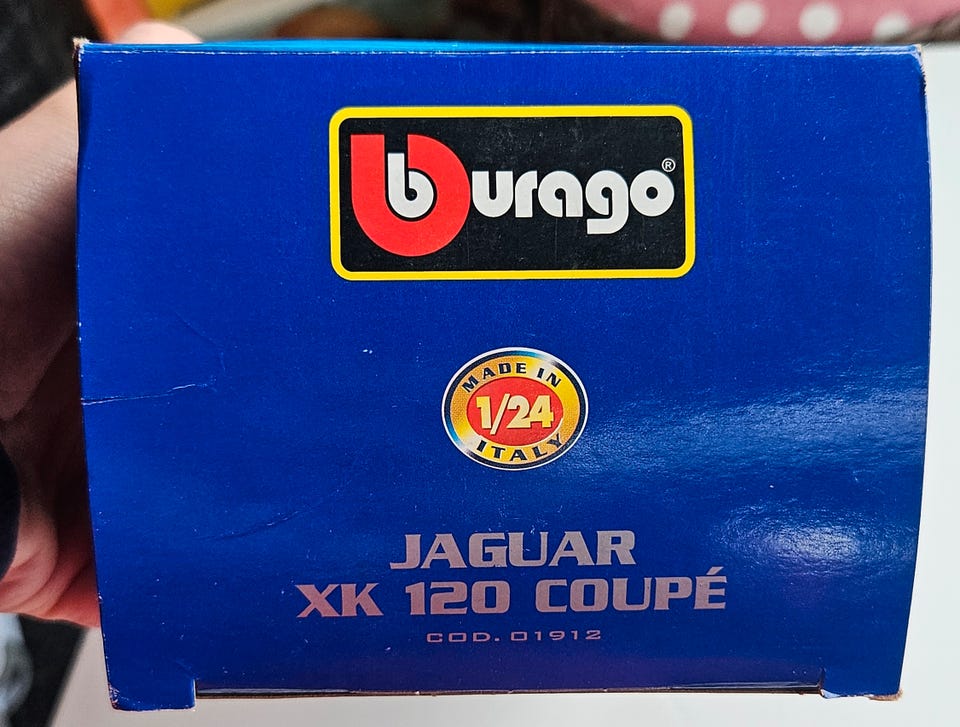 burago®
MADE IN
1/24
ITALY
JAGUAR
XK 120 COUPÉ
COD. 01912